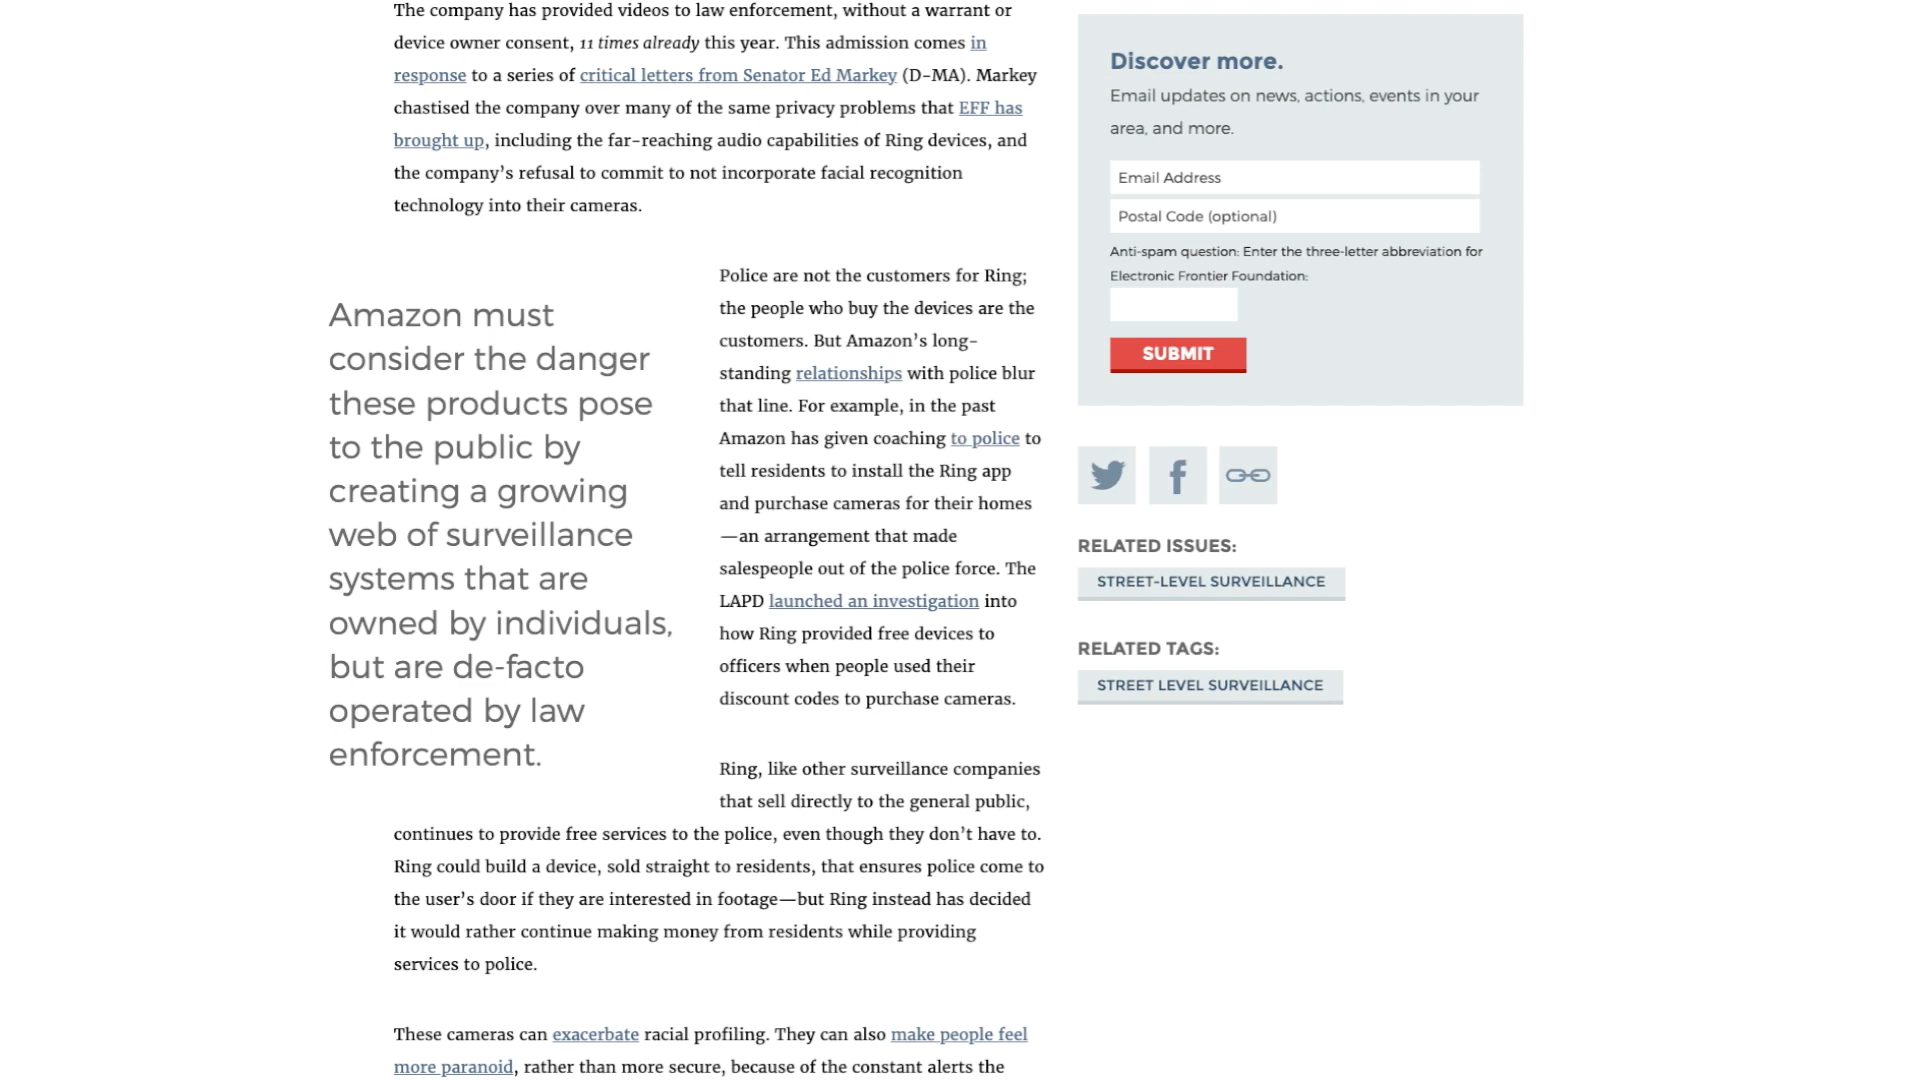 The company has provided videos to law enforcement, without a warrant or
device owner consent, 11 times already this year. This admission comes in
response to a series of critical letters from Senator Ed Markey (D-MA). Markey
chastised the company over many of the same privacy problems that EFF has
brought up, including the far-reaching audio capabilities of Ring devices, and
the company’s refusal to commit to not incorporate facial recognition
technology into their cameras.
Amazon must
consider the danger
these products pose
to the public by
creating a growing
web of surveillance
systems that are
owned by individuals,
but are de-facto
operated by law
enforcement.
Police are not the customers for Ring;
the people who buy the devices are the
customers. But Amazon’s long-
standing relationships with police blur
that line. For example, in the past
Amazon has given coaching to police to
tell residents to install the Ring app
and purchase cameras for their homes
—an arrangement that made
salespeople out of the police force. The
LAPD launched an investigation into
how Ring provided free devices to
officers when people used their
discount codes to purchase cameras.
Ring, like other surveillance companies
that sell directly to the general public,
continues to provide free services to the police, even though they don’t have to.
Ring could build a device, sold straight to residents, that ensures police come to
the user’s door if they are interested in footage—but Ring instead has decided
it would rather continue making money from residents while providing
services to police.
These cameras can exacerbate racial profiling. They can also make people feel
more paranoid, rather than more secure, because of the constant alerts the
Discover more.
Email updates on news, actions, events in your
area, and more.
Email Address
Postal Code (optional)
Anti-spam question: Enter the three-letter abbreviation for
Electronic Frontier Foundation:
SUBMIT
RELATED ISSUES:
STREET-LEVEL SURVEILLANCE
RELATED TAGS:
STREET LEVEL SURVEILLANCE